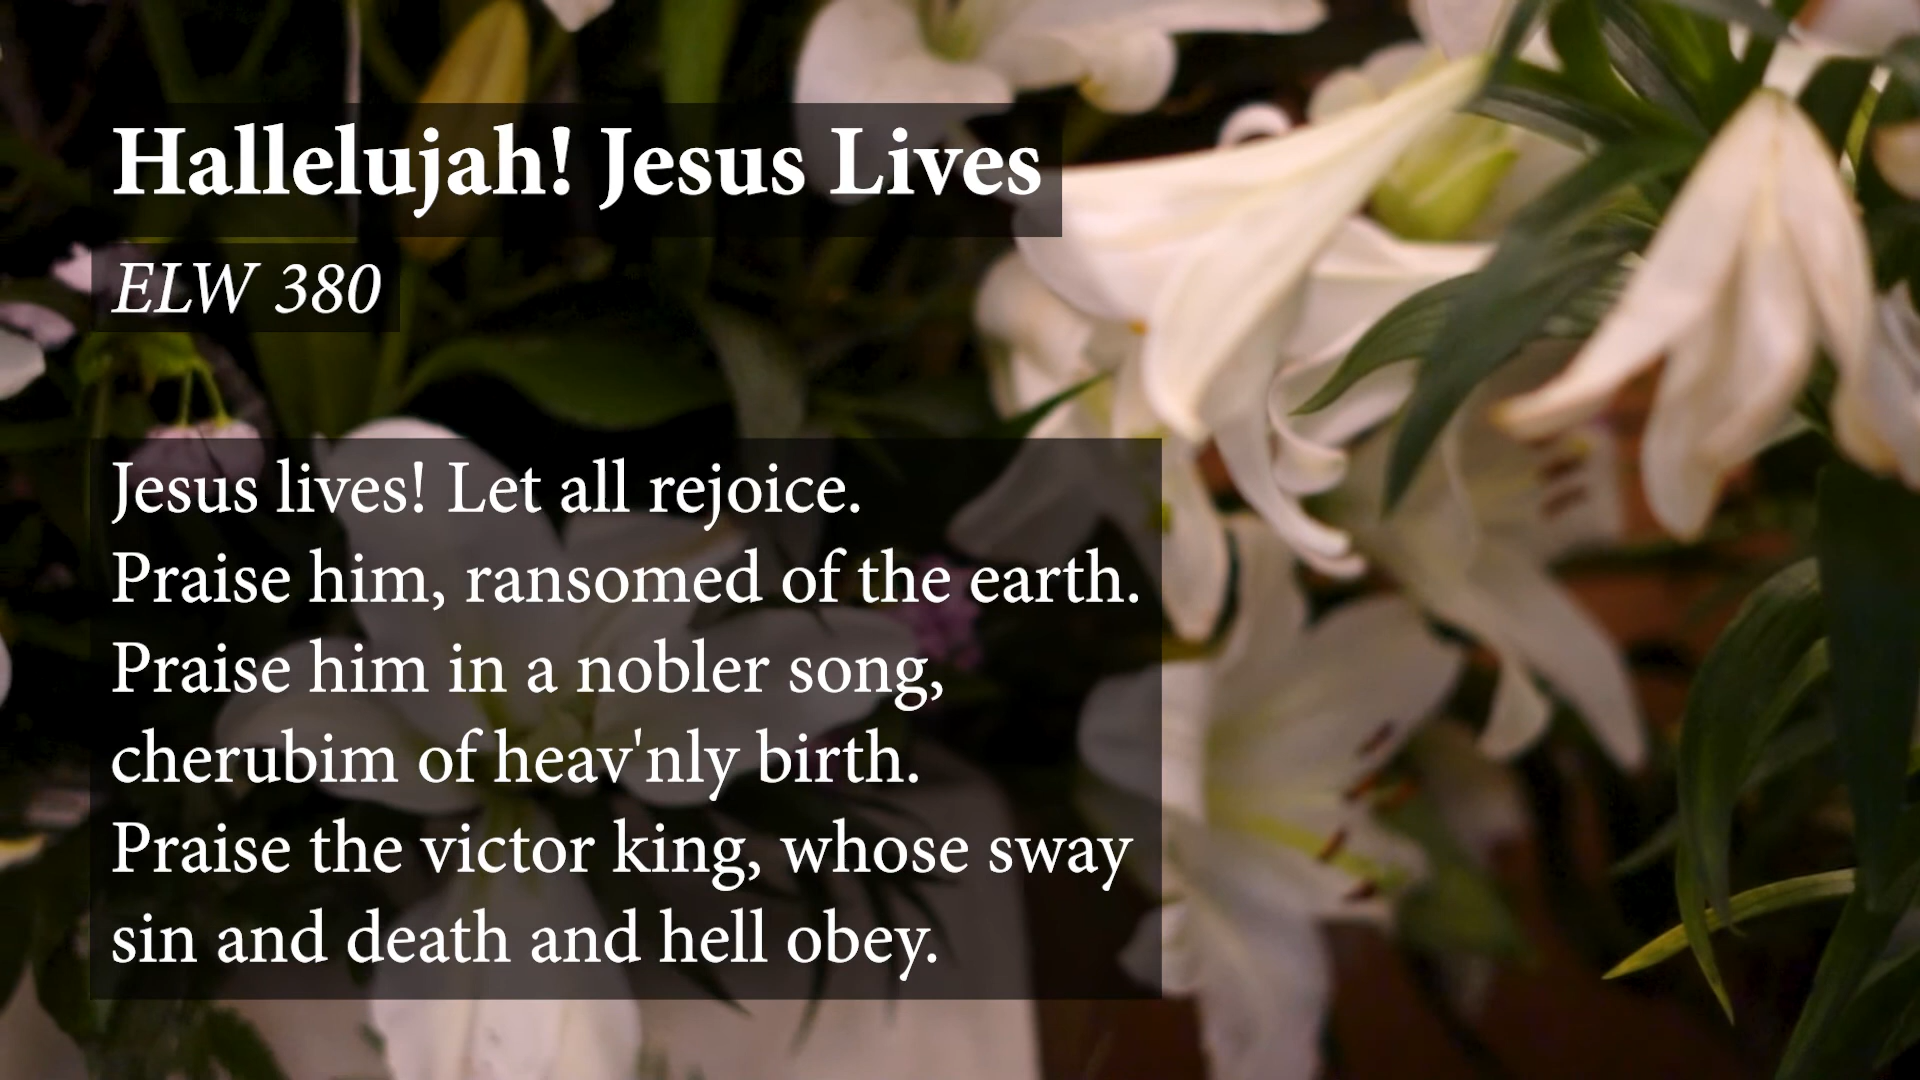 Hallelujah! Jesus Lives
ELW 380
Jesus lives! Let all rejoice.
Praise him, ransomed of the earth.
Praise him in a nobler song,
cherubim of heav'nly birth.
Praise the victor king, whose sway
sin and death and hell obey.